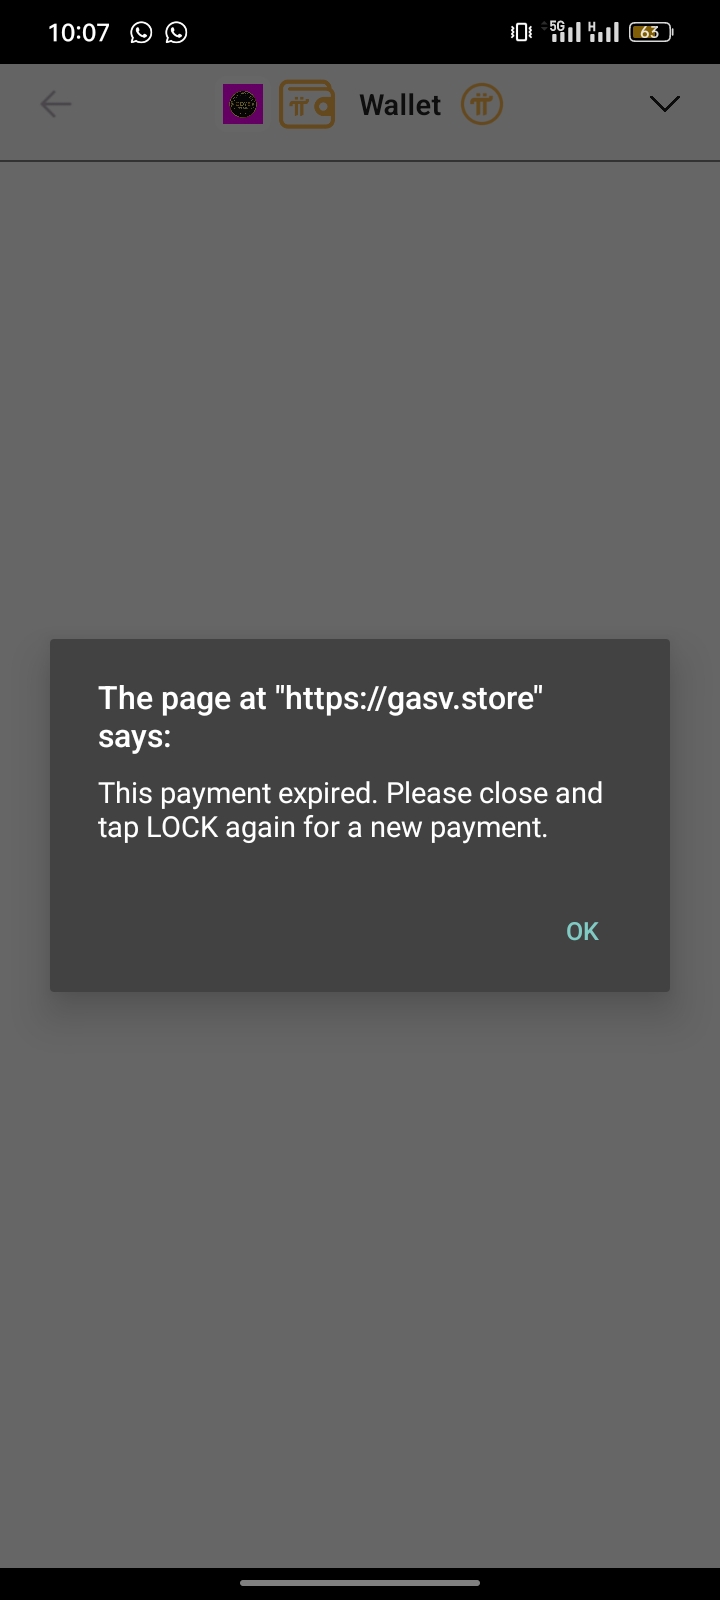 10:07
5G
H
63
Wallet
The page at "https://gasv.store"
says:
This payment expired. Please close and
tap LOCK again for a new payment.
OK